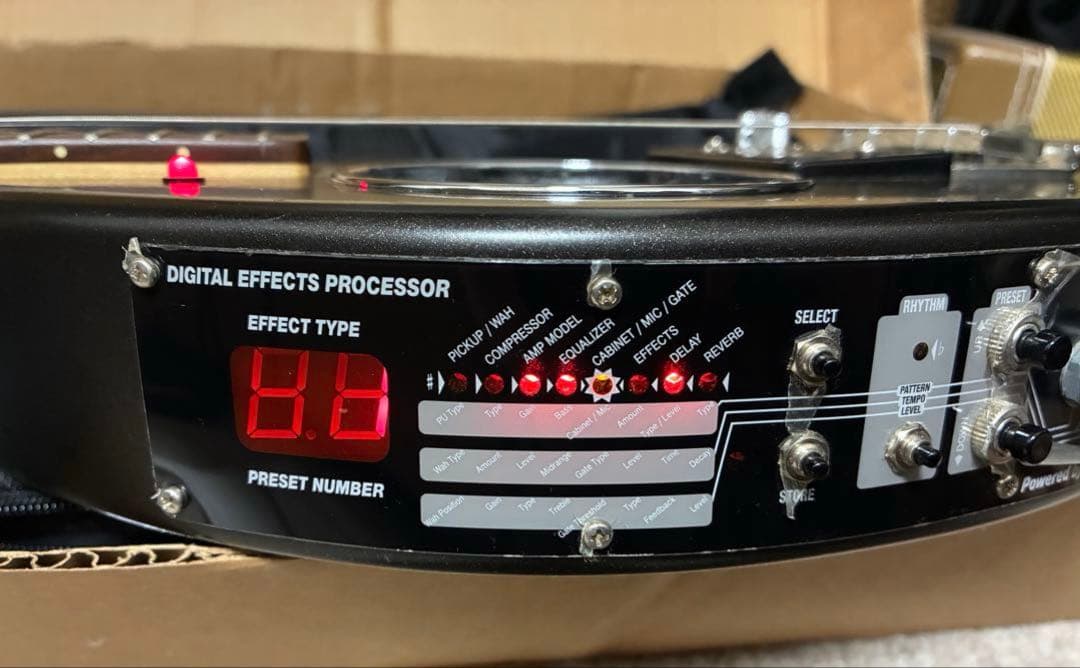 DIGITAL EFFECTS PROCESSOR
EFFECT TYPE
PRESET NUMBER
PICKUP / WAH
COMPRESSOR
AMP MODEL
EQUALIZER
CABINET / MIC / GATE
EFFECTS
DELAY
REVERB
#
PU Type Type Gain Bass Cabinet / Mic Amount Type / Level Type
Wah Type Amount Level Midrange Gate Type Level Time Decay
Wah Position Gain Type Treble Gate Threshold Type Feedback Level
SELECT
STORE
RHYTHM
b
PATTERN
TEMPO
LEVEL
PRESET
UP
DOWN
Powered